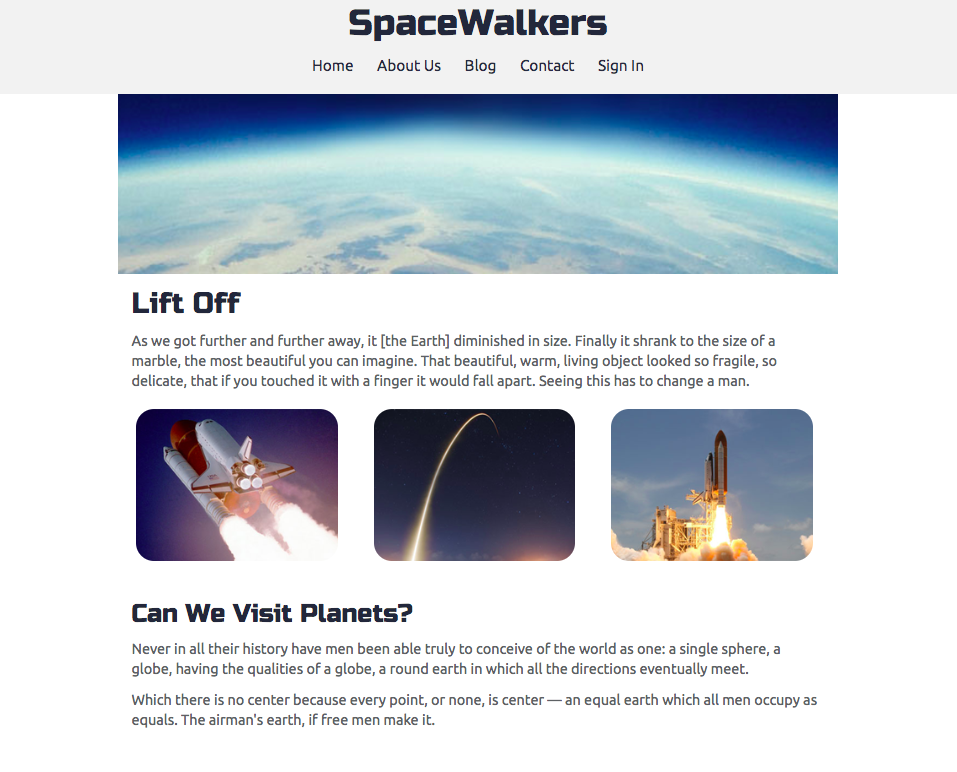 SpaceWalkers
Home About Us Blog Contact Sign In
Lift Off
As we got further and further away, it [the Earth] diminished in size. Finally it shrank to the size of a
marble, the most beautiful you can imagine. That beautiful, warm, living object looked so fragile, so
delicate, that if you touched it with a finger it would fall apart. Seeing this has to change a man.
Can We Visit Planets?
Never in all their history have men been able truly to conceive of the world as one: a single sphere, a
globe, having the qualities of a globe, a round earth in which all the directions eventually meet.
Which there is no center because every point, or none, is center — an equal earth which all men occupy as
equals. The airman's earth, if free men make it.